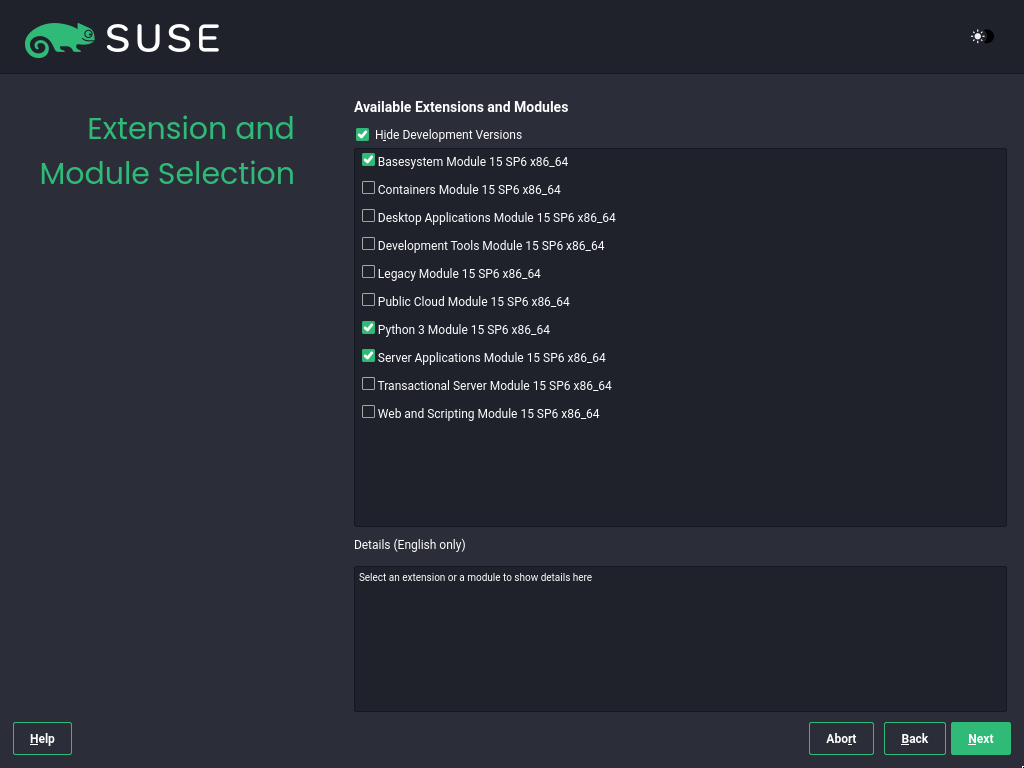 SUSE
Extension and
Module Selection
Available Extensions and Modules
Hide Development Versions
Basesystem Module 15 SP6 x86_64
Containers Module 15 SP6 x86_64
Desktop Applications Module 15 SP6 x86_64
Development Tools Module 15 SP6 x86_64
Legacy Module 15 SP6 x86_64
Public Cloud Module 15 SP6 x86_64
Python 3 Module 15 SP6 x86_64
Server Applications Module 15 SP6 x86_64
Transactional Server Module 15 SP6 x86_64
Web and Scripting Module 15 SP6 x86_64
Details (English only)
Select an extension or a module to show details here
Help
Abort
Back
Next